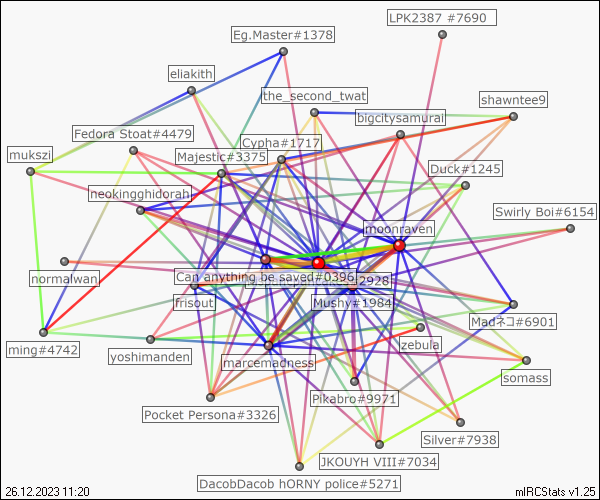 LPK2387 #7690
Eg.Master#1378
eliakith
the_second_twat
shawntee9
bigcitysamurai
Fedora Stoat#4479
Cypha#1717
mukszi
Majestic#3375
Duck#1245
neokingghidorah
Swirly Boi#6154
moonraven
normalwan
Can anything be saved#0396
2928
frisout
Mushy#1984
Madネコ#6901
ming#4742
zebula
yoshimanden
marcemadness
somass
Pikabro#9971
Pocket Persona#3326
Silver#7938
JKOUYH VIII#7034
DacobDacob hORNY police#5271
26.12.2023 11:20
mIRCStats v1.25